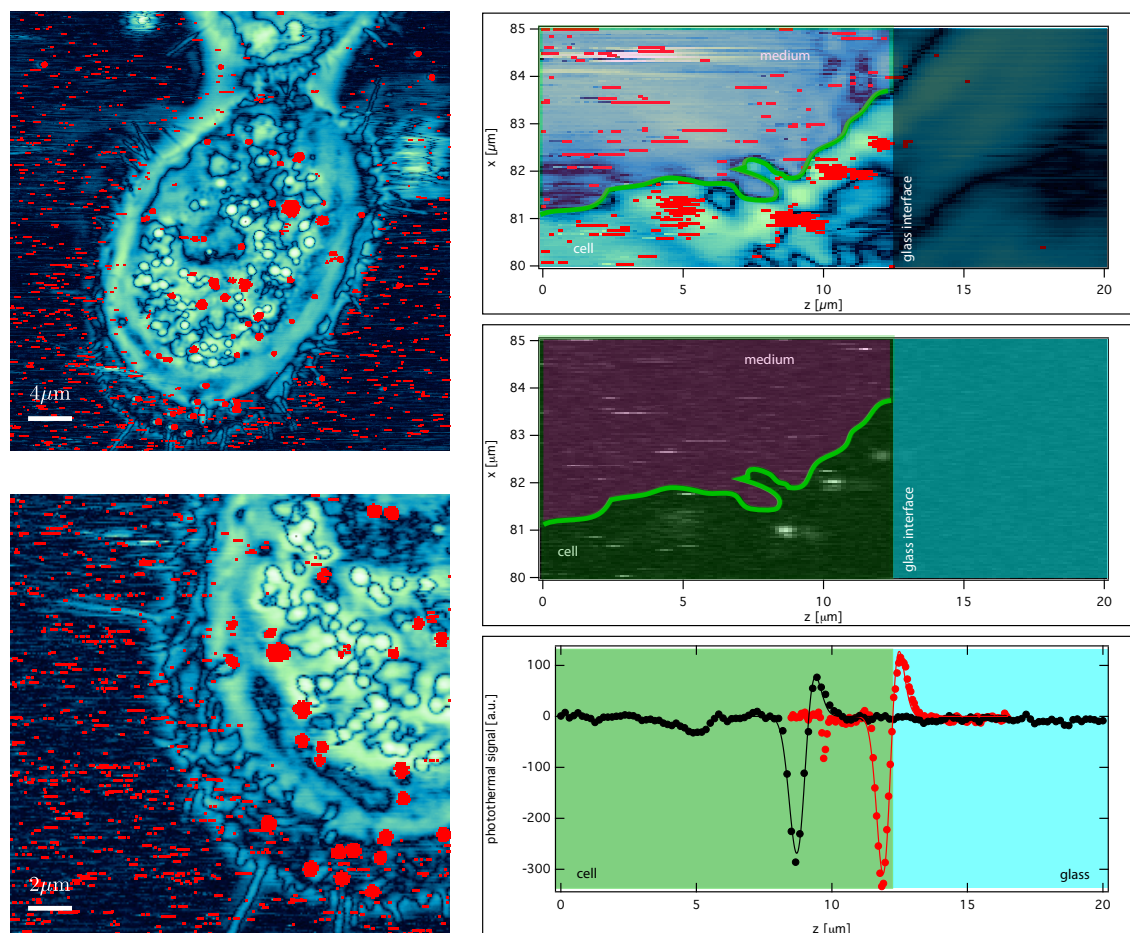 4μm
2μm
85
84
83
82
81
80
x [μm]
medium
cell
glass interface
0
5
10
15
20
z [μm]
85
84
83
82
81
80
x [μm]
medium
cell
glass interface
0
5
10
15
20
z [μm]
100
0
-100
-200
-300
photothermal signal [a.u.]
cell
glass
0
5
10
15
20
z [μm]